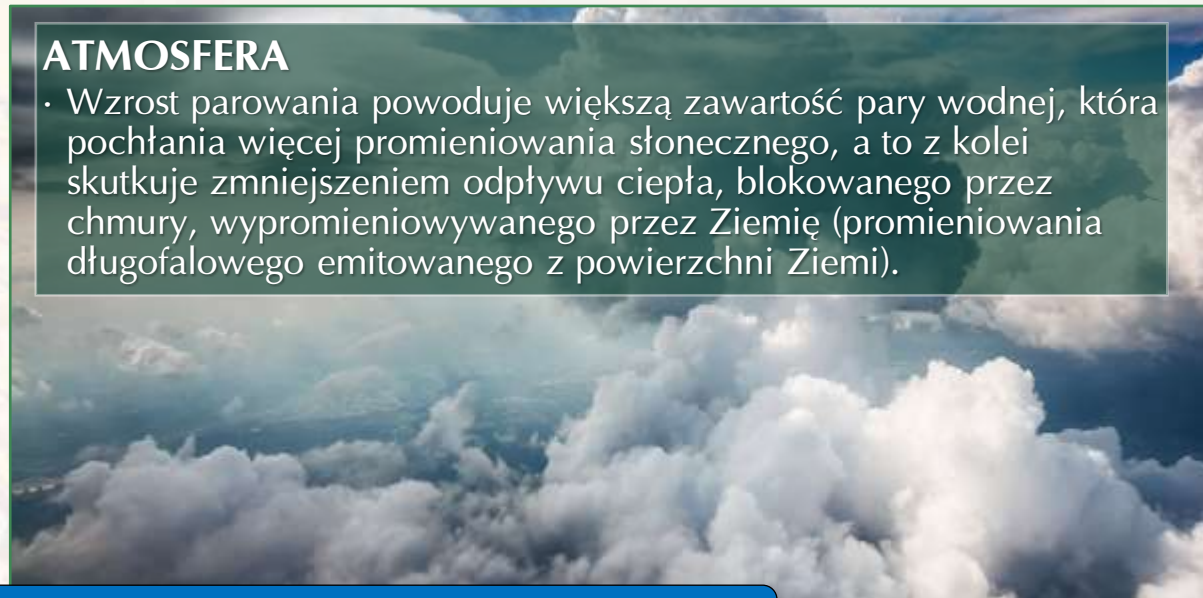 ATMOSFERA
· Wzrost parowania powoduje większą zawartość pary wodnej, która
pochłania więcej promieniowania słonecznego, a to z kolei
skutkuje zmniejszeniem odpływu ciepła, blokowanego przez
chmury, wypromieniowywanego przez Ziemię (promieniowania
długofalowego emitowanego z powierzchni Ziemi).